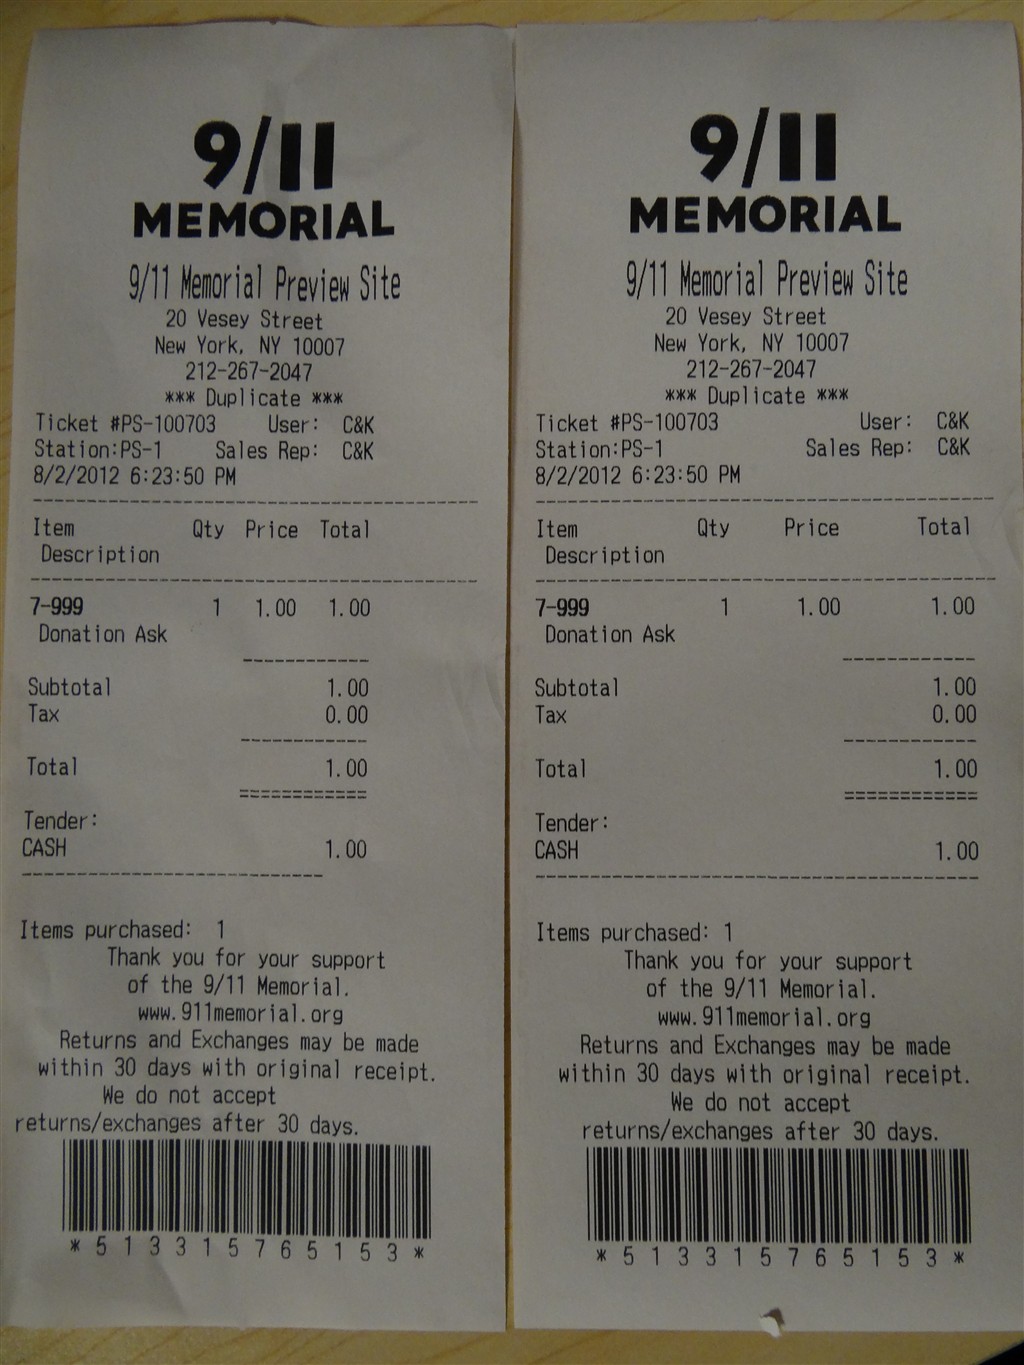 9/11
MEMORIAL
9/11 Memorial Preview Site
20 Vesey Street
New York, NY 10007
212-267-2047
*** Duplicate ***
Ticket #PS-100703 User: C&K
Station:PS-1 Sales Rep: C&K
8/2/2012 6:23:50 PM
Item Qty Price Total
Description
7-999 1 1.00 1.00
Donation Ask
Subtotal 1.00
Tax 0.00
Total 1.00
Tender:
CASH 1.00
Items purchased: 1
Thank you for your support
of the 9/11 Memorial.
www.911memorial.org
Returns and Exchanges may be made
within 30 days with original receipt.
We do not accept
returns/exchanges after 30 days.
*513315765153*
9/11
MEMORIAL
9/11 Memorial Preview Site
20 Vesey Street
New York, NY 10007
212-267-2047
*** Duplicate ***
Ticket #PS-100703 User: C&K
Station:PS-1 Sales Rep: C&K
8/2/2012 6:23:50 PM
Item Qty Price Total
Description
7-999 1 1.00 1.00
Donation Ask
Subtotal 1.00
Tax 0.00
Total 1.00
Tender:
CASH 1.00
Items purchased: 1
Thank you for your support
of the 9/11 Memorial.
www.911memorial.org
Returns and Exchanges may be made
within 30 days with original receipt.
We do not accept
returns/exchanges after 30 days.
*513315765153*